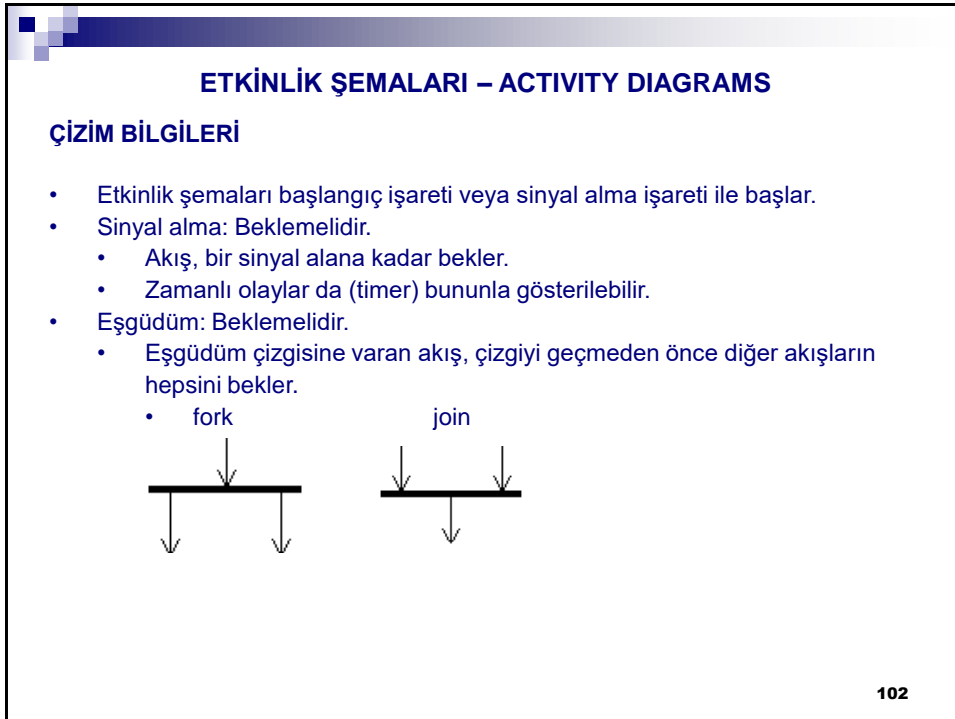 ETKİNLİK ŞEMALARI – ACTIVITY DIAGRAMS
ÇİZİM BİLGİLERİ
• Etkinlik şemaları başlangıç işareti veya sinyal alma işareti ile başlar.
• Sinyal alma: Beklemelidir.
• Akış, bir sinyal alana kadar bekler.
• Zamanlı olaylar da (timer) bununla gösterilebilir.
• Eşgüdüm: Beklemelidir.
• Eşgüdüm çizgisine varan akış, çizgiyi geçmeden önce diğer akışların
hepsini bekler.
• fork join
102